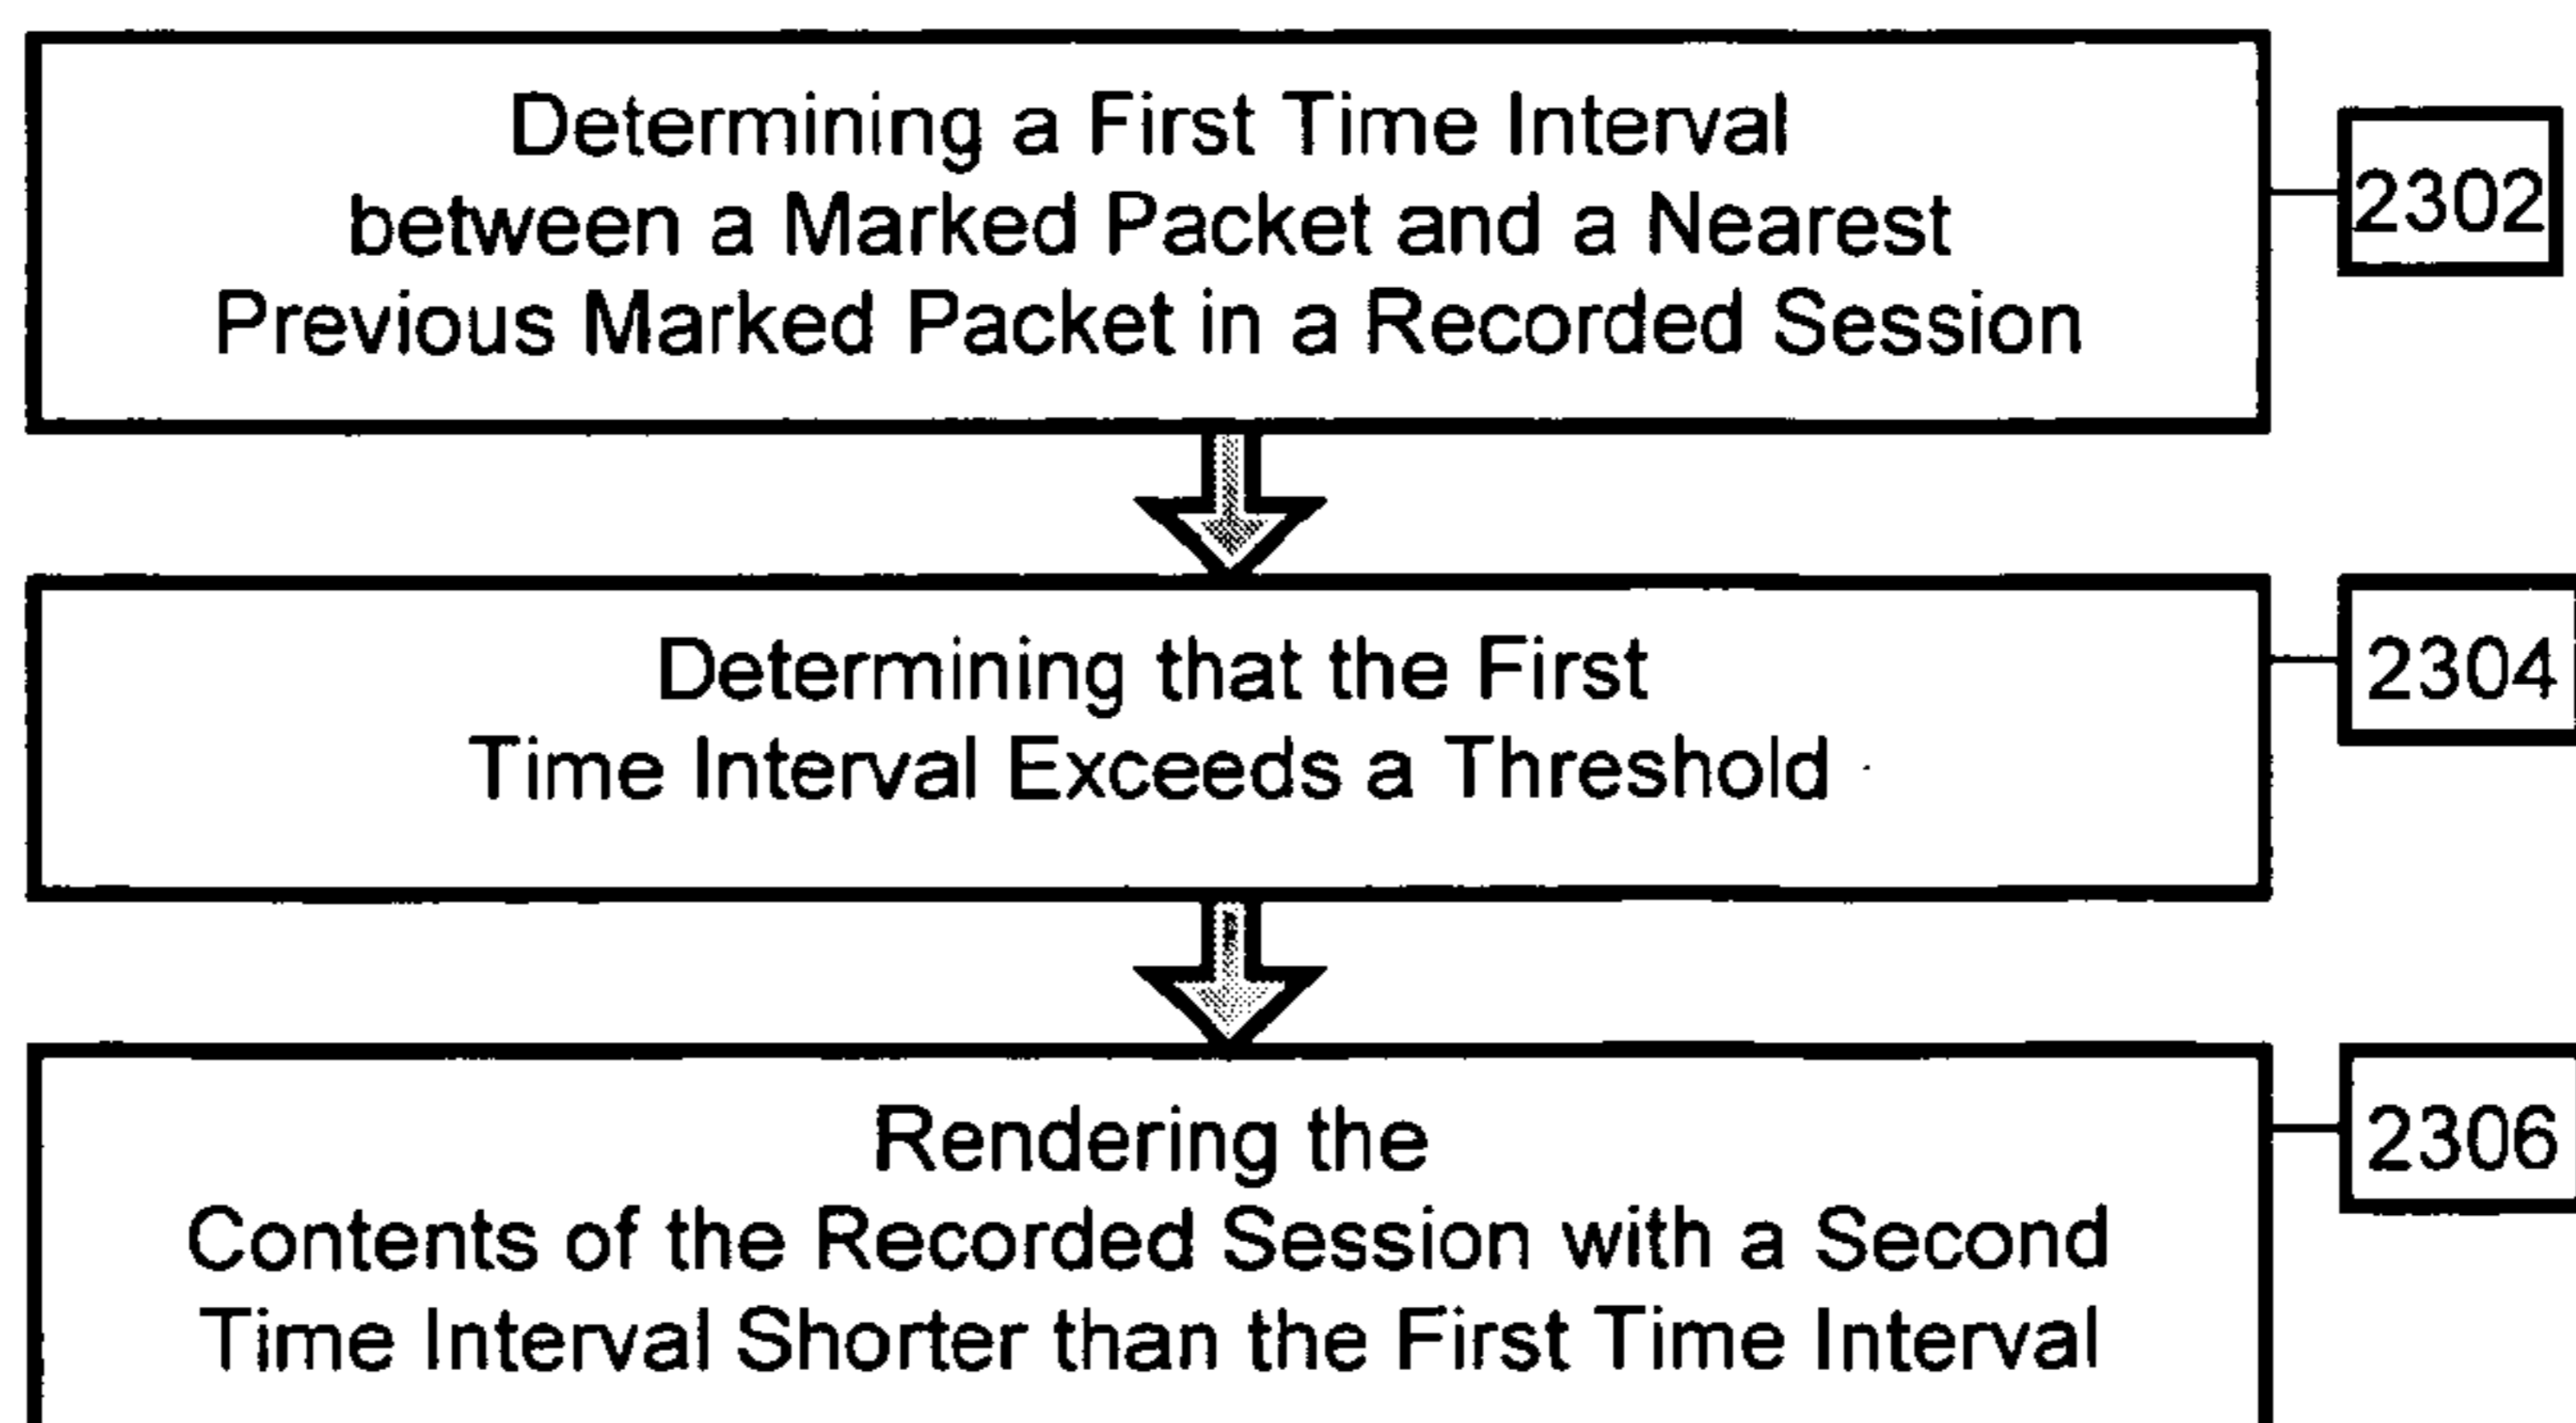 Determining a First Time Interval
between a Marked Packet and a Nearest
Previous Marked Packet in a Recorded Session
2302
Determining that the First
Time Interval Exceeds a Threshold
2304
Rendering the
Contents of the Recorded Session with a Second
Time Interval Shorter than the First Time Interval
2306